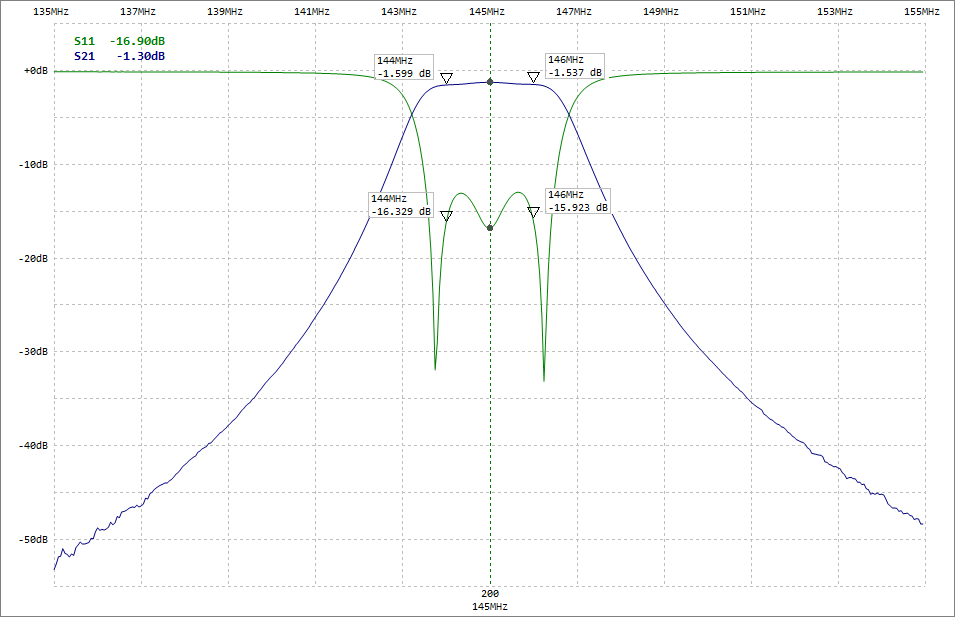 135MHz 137MHz 139MHz 141MHz 143MHz 145MHz 147MHz 149MHz 151MHz 153MHz 155MHz
S11 -16.90dB
S21 -1.30dB
144MHz
-1.599 dB
146MHz
-1.537 dB
+0dB
-10dB
144MHz
-16.329 dB
146MHz
-15.923 dB
-20dB
-30dB
-40dB
-50dB
200
145MHz